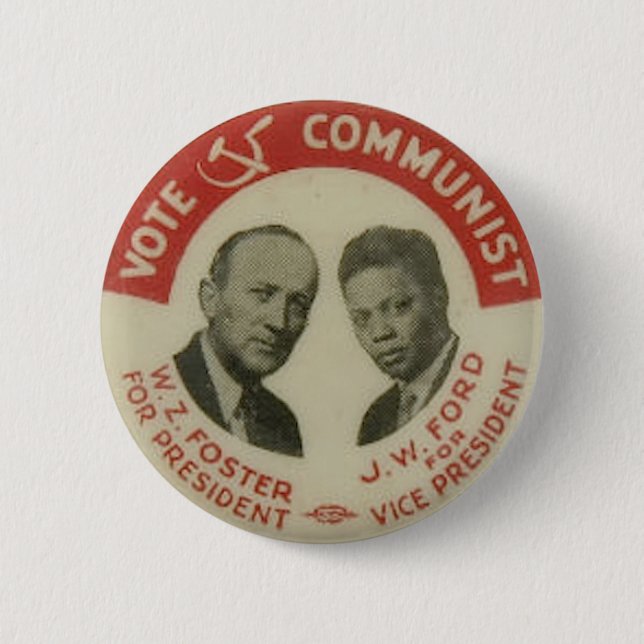 VOTE COMMUNIST
W. Z. FOSTER
FOR PRESIDENT
J. W. FORD
FOR
VICE PRESIDENT